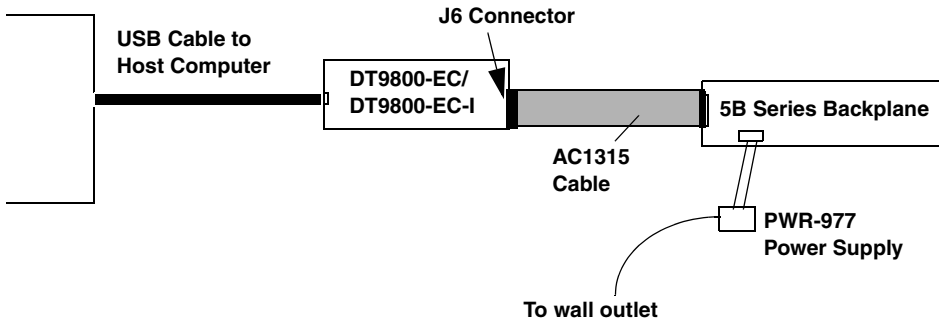 J6 Connector
USB Cable to
Host Computer
DT9800-EC/
DT9800-EC-I
5B Series Backplane
AC1315
Cable
PWR-977
Power Supply
To wall outlet